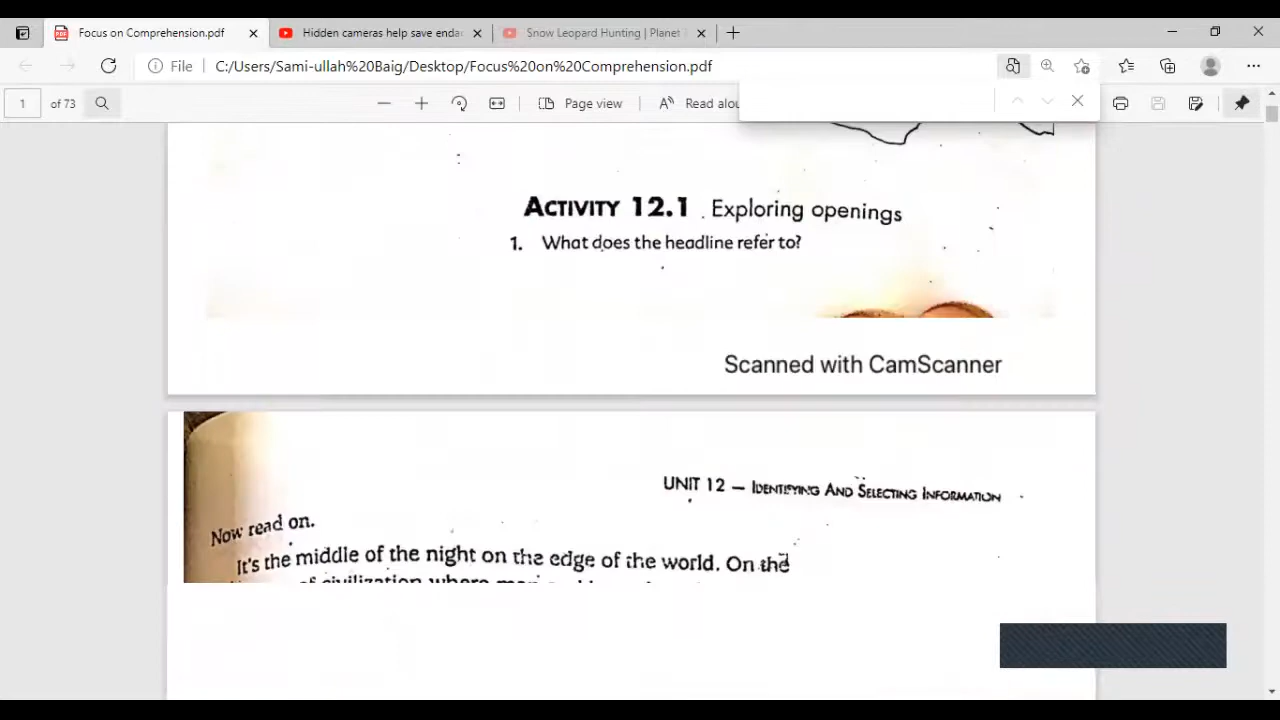 Focus on Comprehension.pdf
Hidden cameras help save enda
Snow Leopard Hunting | Planet
File
C:/Users/Sami-ullah%20Baig/Desktop/Focus%20on%20Comprehension.pdf
1 of 73
Page view
Read alou
ACTIVITY 12.1 Exploring openings
1. What does the headline refer to?
Scanned with CamScanner
UNIT 12 — IDENTIFYING AND SELECTING INFORMATION
Now read on.
It's the middle of the night on the edge of the world. On the
of civilization where